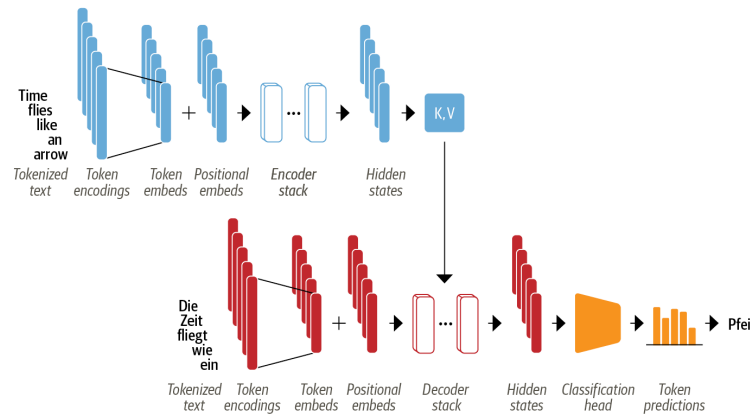 Time
flies
like
an
arrow
K, V
Tokenized text
Token encodings
Token embeds
Positional embeds
Encoder stack
Hidden states
Die
Zeit
fliegt
wie
ein
Pfei
Tokenized text
Token encodings
Token embeds
Positional embeds
Decoder stack
Hidden states
Classification head
Token predictions